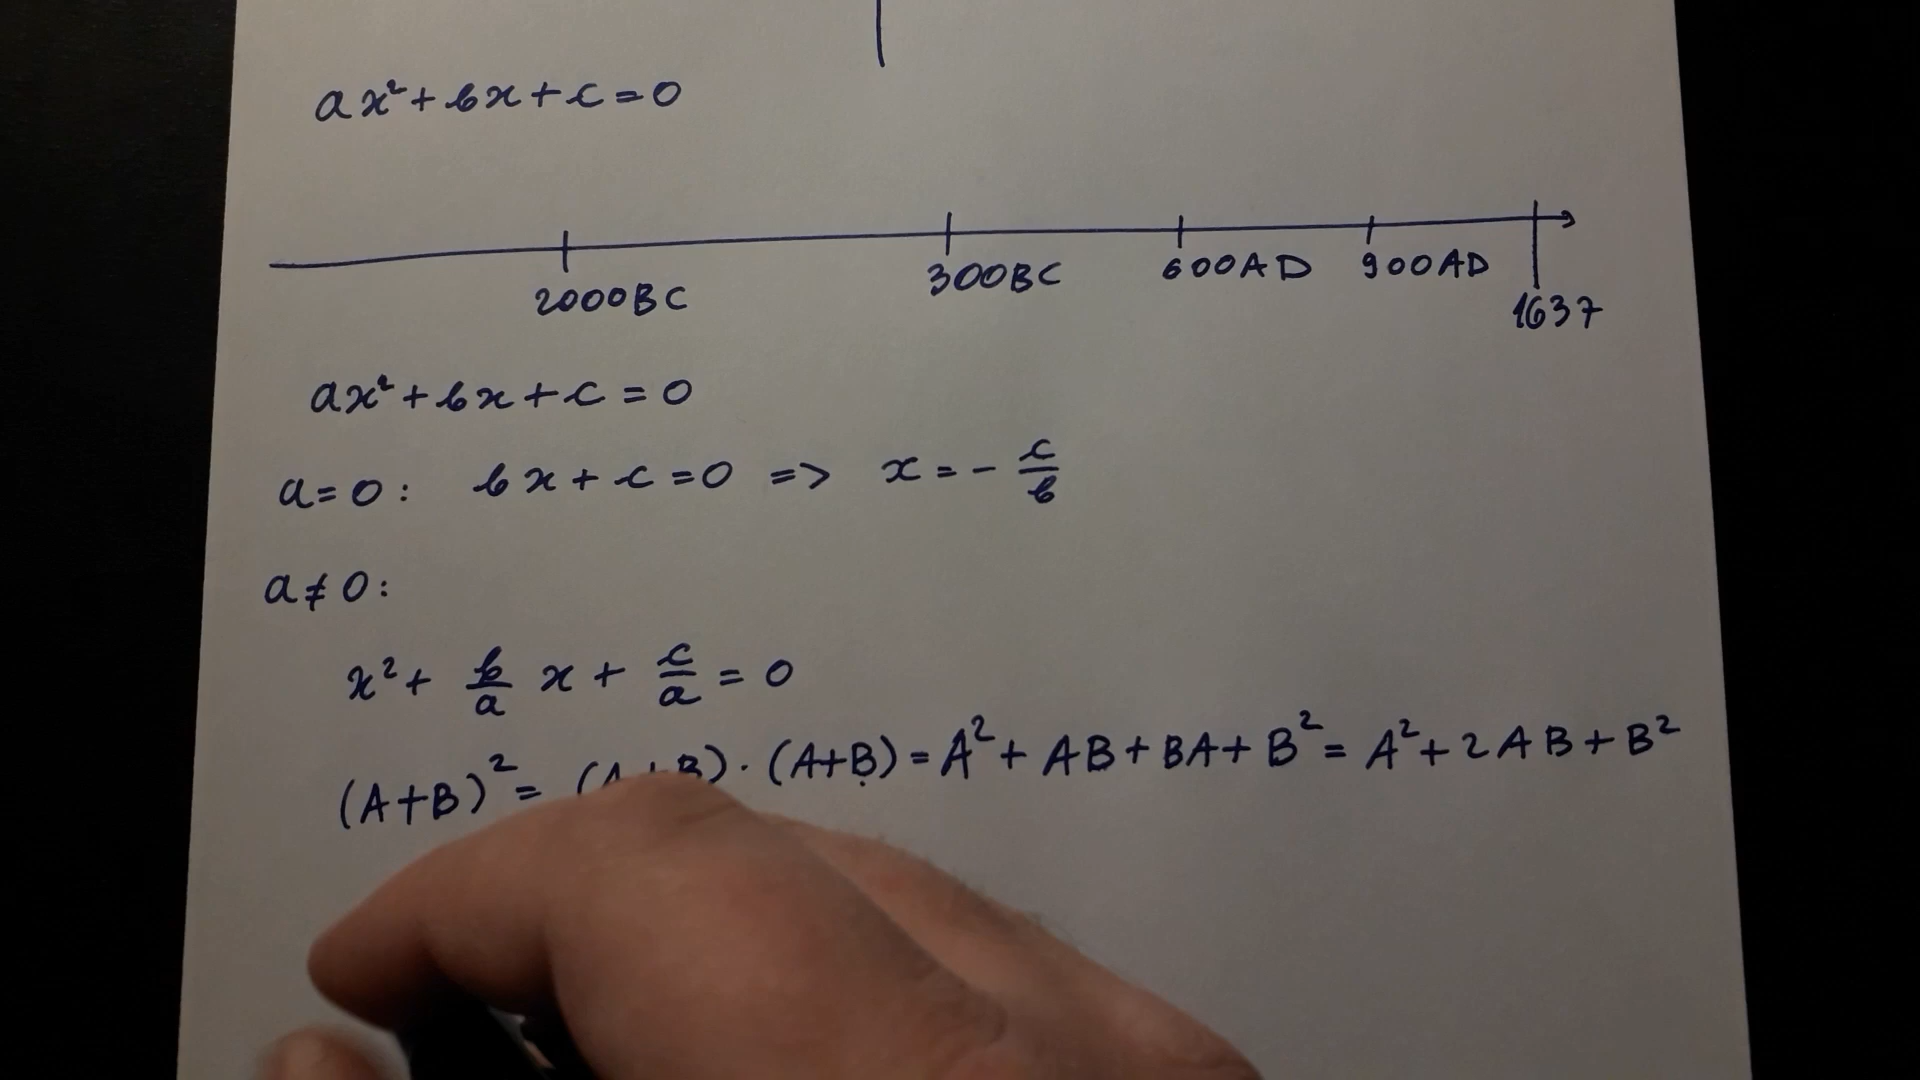 ax²+bx+c=0
2000BC 300BC 600AD 900AD 1637
ax²+bx+c=0
a=0: bx+c=0 => x=-c/b
a≠0:
x²+b/a x+c/a=0
(A+B)²=(A+B)·(A+B)=A²+AB+BA+B²=A²+2AB+B²